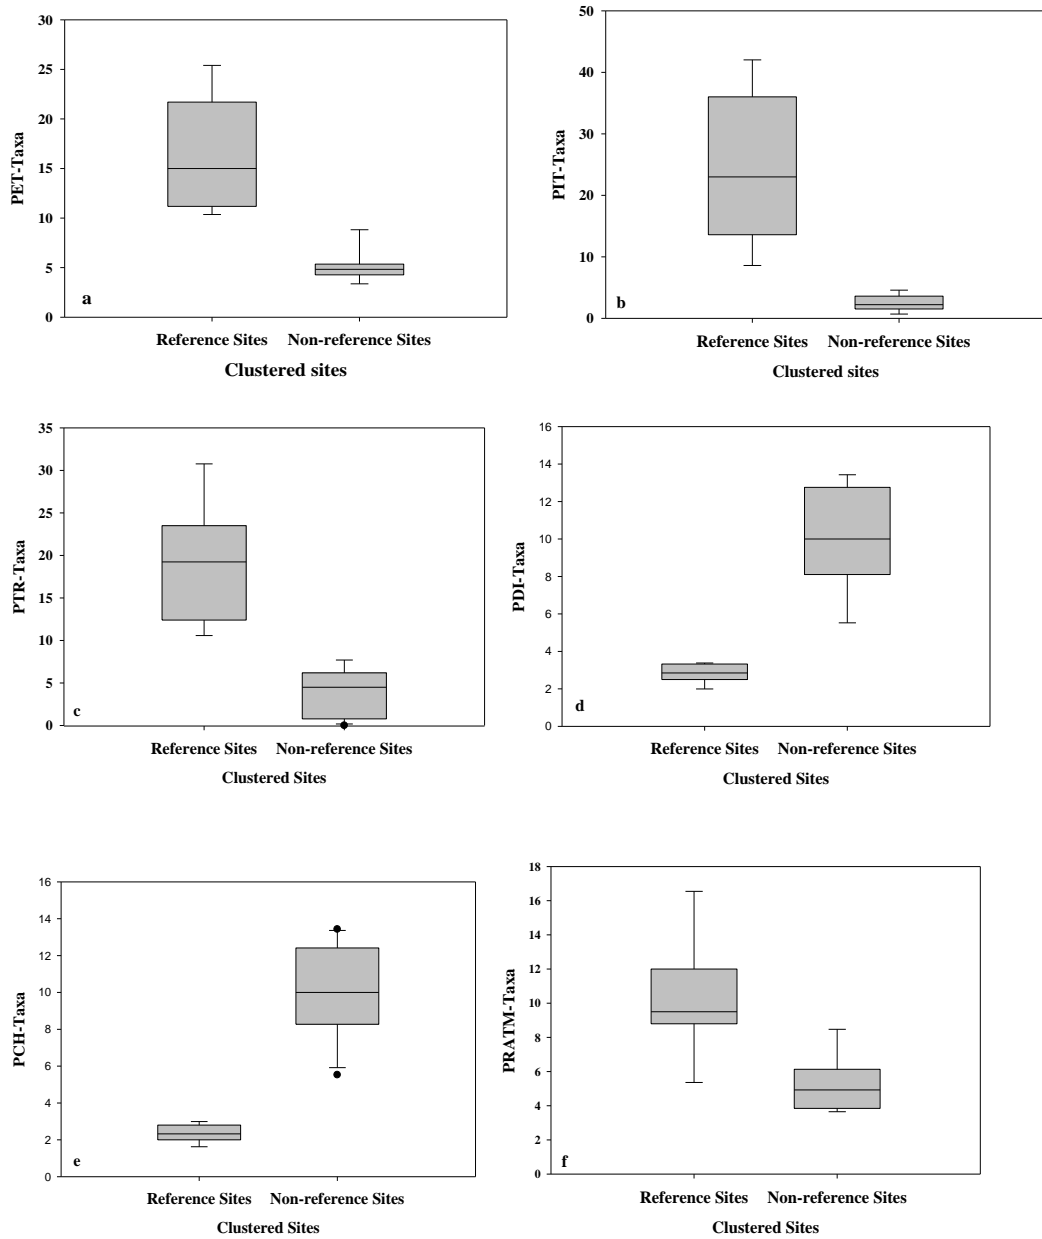 30
25
20
15
10
5
0
PET-Taxa
a
Reference Sites Non-reference Sites
Clustered sites
50
40
30
20
10
0
PIT-Taxa
b
Reference Sites Non-reference Sites
Clustered sites
35
30
25
20
15
10
5
0
PTR-Taxa
c
Reference Sites Non-reference Sites
Clustered Sites
16
14
12
10
8
6
4
2
0
PDI-Taxa
d
Reference Sites Non-reference Sites
Clustered Sites
16
14
12
10
8
6
4
2
0
PCH-Taxa
e
Reference Sites Non-reference Sites
Clustered Sites
18
16
14
12
10
8
6
4
2
0
PRATM-Taxa
f
Reference Sites Non-reference Sites
Clustered Sites